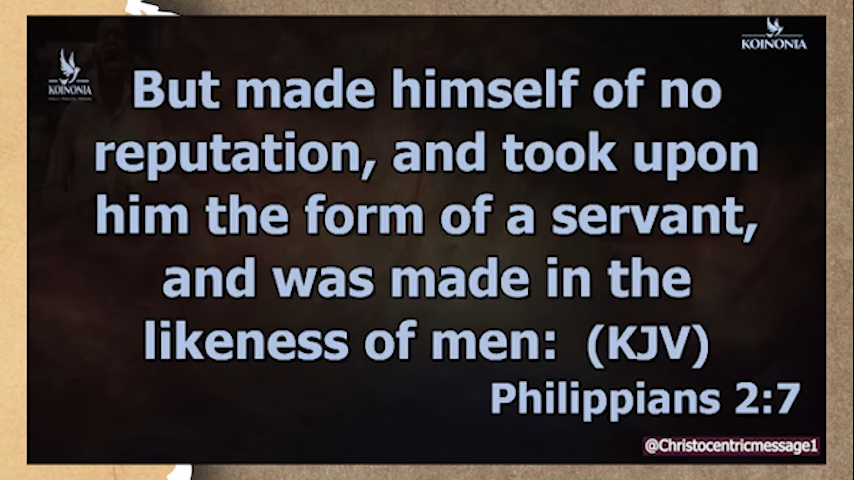 KOINONIA
KOINONIA
But made himself of no
reputation, and took upon
him the form of a servant,
and was made in the
likeness of men: (KJV)
Philippians 2:7
@Christocentricmessage1